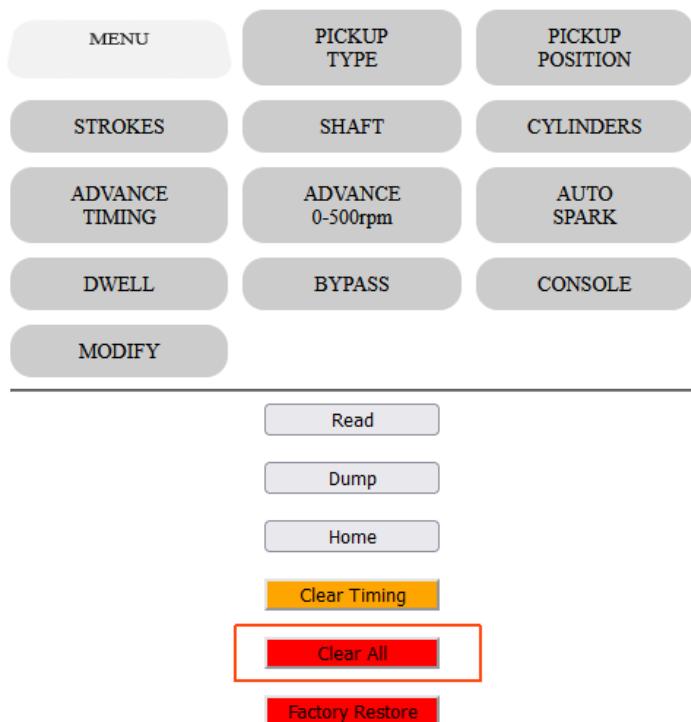 MENU
PICKUP
TYPE
PICKUP
POSITION
STROKES
SHAFT
CYLINDERS
ADVANCE
TIMING
ADVANCE
0-500rpm
AUTO
SPARK
DWELL
BYPASS
CONSOLE
MODIFY
Read
Dump
Home
Clear Timing
Clear All
Factory Restore